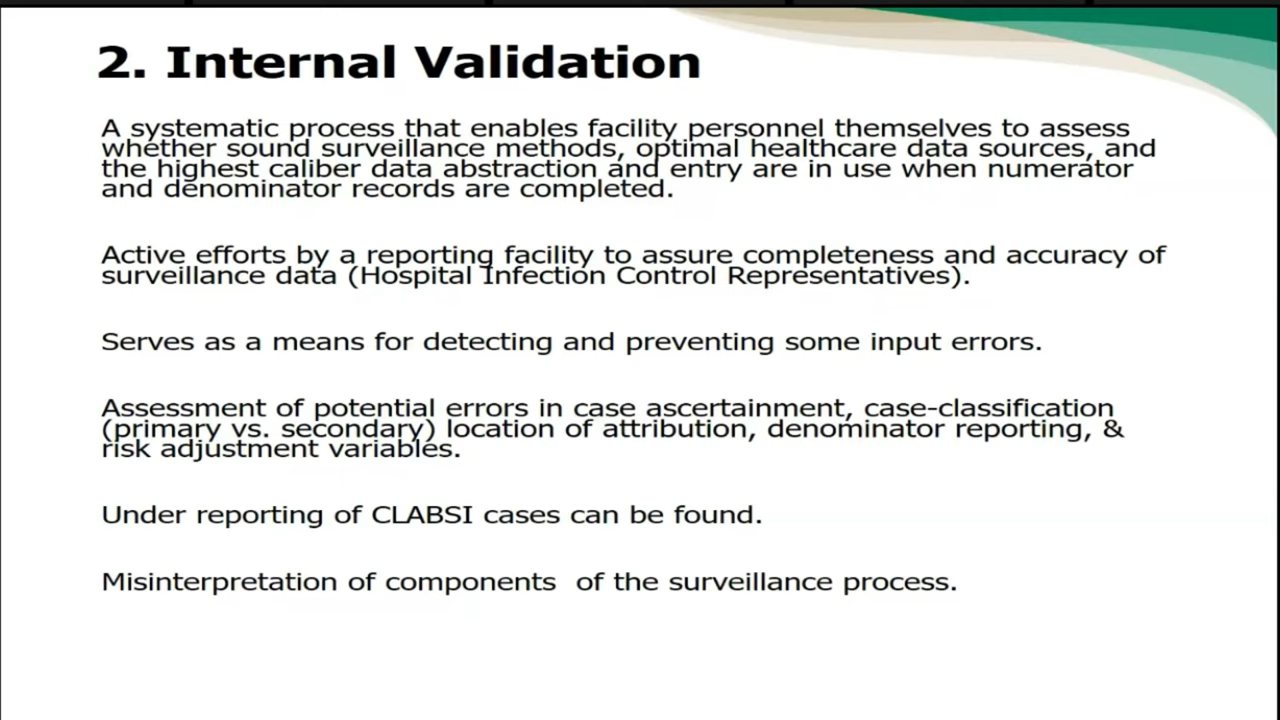 2. Internal Validation
A systematic process that enables facility personnel themselves to assess
whether sound surveillance methods, optimal healthcare data sources, and
the highest caliber data abstraction and entry are in use when numerator
and denominator records are completed.
Active efforts by a reporting facility to assure completeness and accuracy of
surveillance data (Hospital Infection Control Representatives).
Serves as a means for detecting and preventing some input errors.
Assessment of potential errors in case ascertainment, case-classification
(primary vs. secondary) location of attribution, denominator reporting, &
risk adjustment variables.
Under reporting of CLABSI cases can be found.
Misinterpretation of components  of the surveillance process.